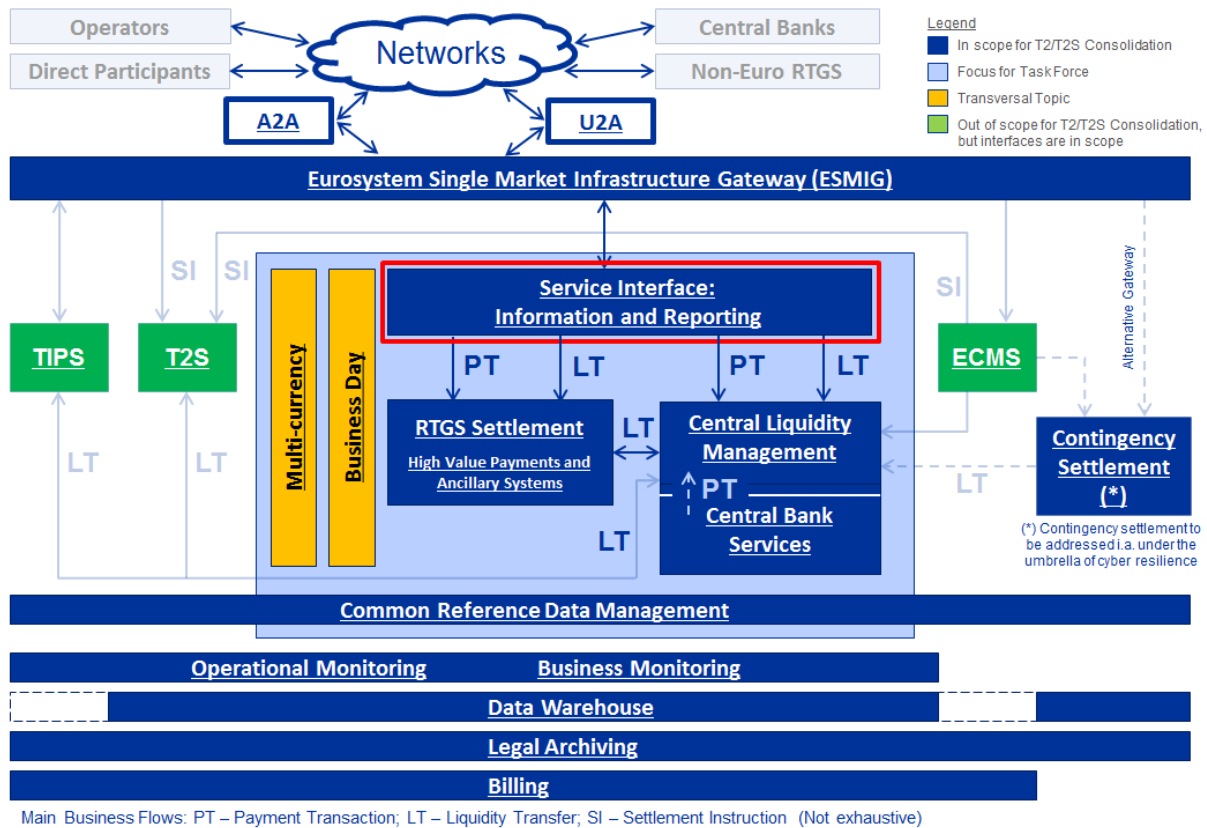 Operators
Direct Participants
Networks
Central Banks
Non-Euro RTGS
Legend
In scope for T2/T2S Consolidation
Focus for Task Force
Transversal Topic
Out of scope for T2/T2S Consolidation,
but interfaces are in scope
A2A
U2A
Eurosystem Single Market Infrastructure Gateway (ESMIG)
SI
SI
SI
Alternative Gateway
Service Interface:
Information and Reporting
TIPS
T2S
Multi-currency
Business Day
PT
LT
PT
LT
ECMS
RTGS Settlement
High Value Payments and
Ancillary Systems
LT
Central Liquidity
Management
PT
Central Bank
Services
Contingency
Settlement
(*)
LT
LT
LT
LT
(*) Contingency settlement to
be addressed i.a. under the
umbrella of cyber resilience
Common Reference Data Management
Operational Monitoring
Business Monitoring
Data Warehouse
Legal Archiving
Billing
Main Business Flows: PT – Payment Transaction; LT – Liquidity Transfer; SI – Settlement Instruction (Not exhaustive)